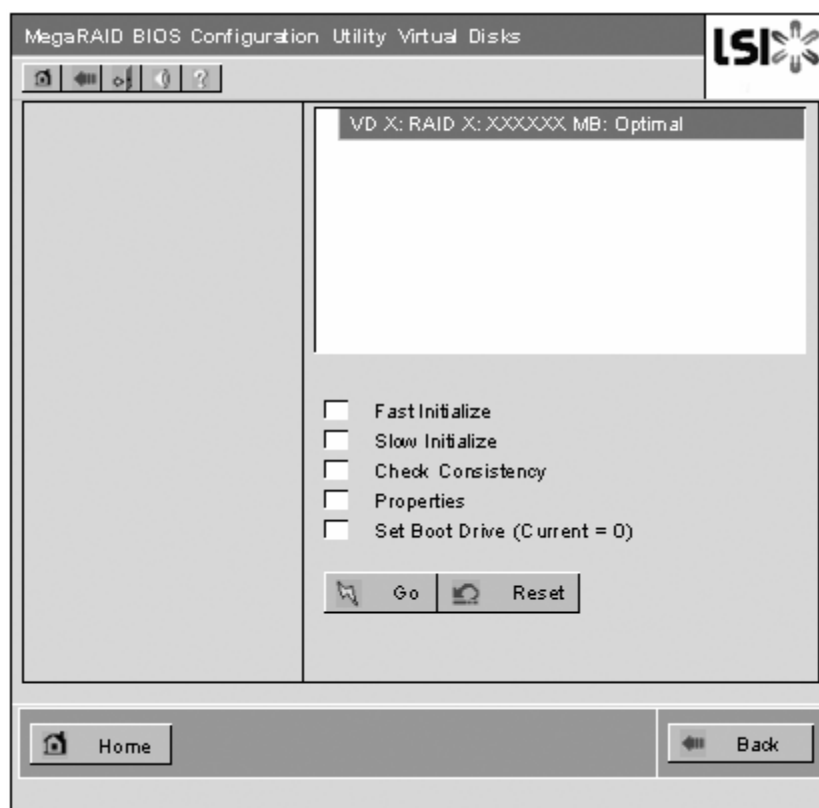 MegaRAID BIOS Configuration Utility Virtual Disks
LSI
?
VD X: RAID X: XXXXXX MB: Optimal
Fast Initialize
Slow Initialize
Check Consistency
Properties
Set Boot Drive (Current = 0)
Go
Reset
Home
Back